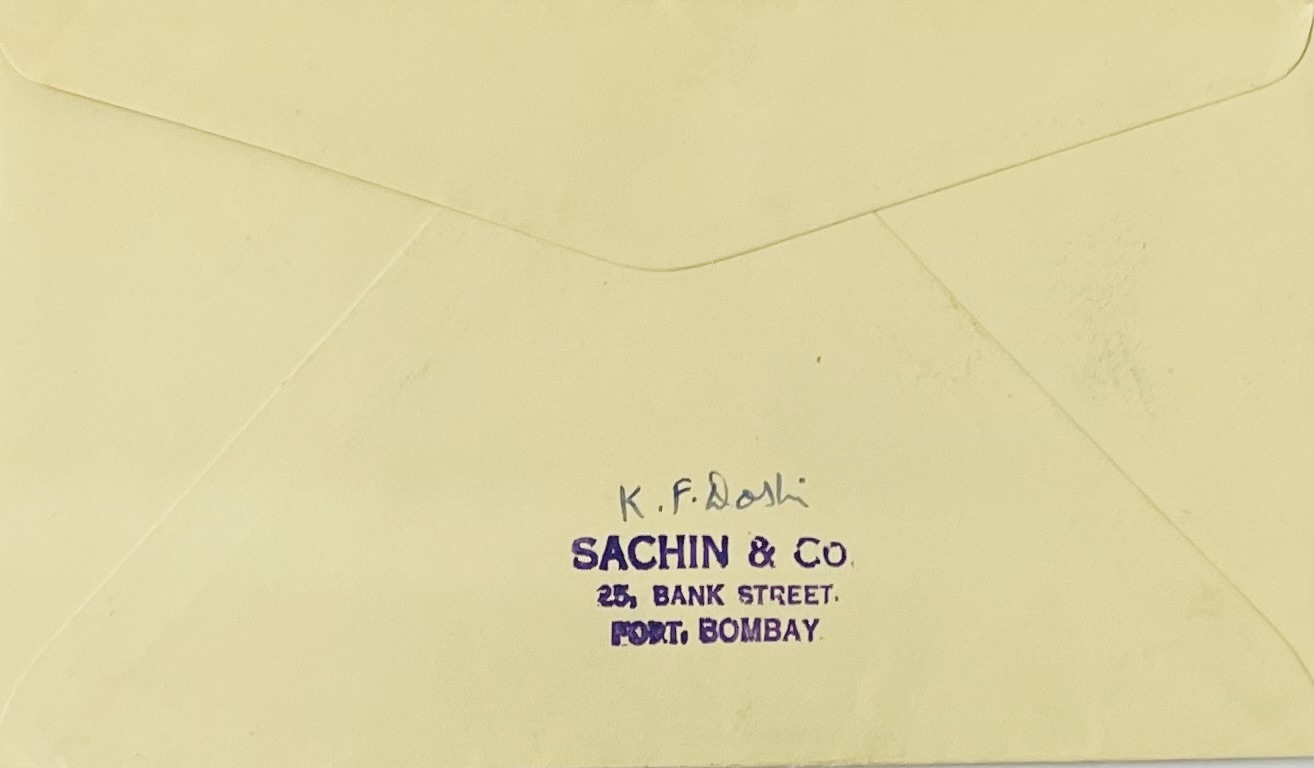 K. F. Doshi
SACHIN & CO.
25, BANK STREET.
FORT, BOMBAY